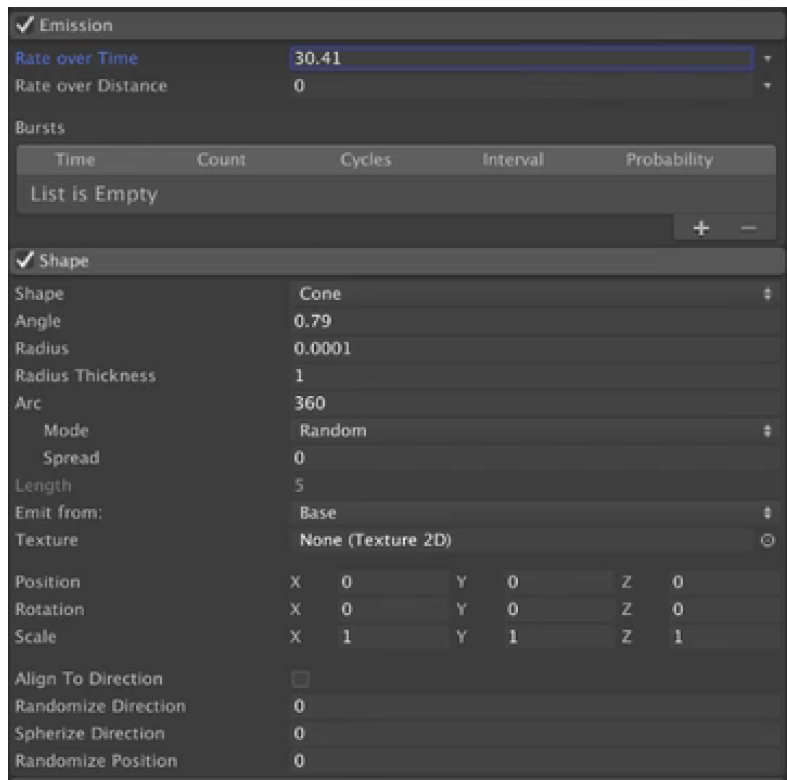 Emission
Rate over Time 30.41
Rate over Distance 0
Bursts
Time Count Cycles Interval Probability
List is Empty
+ −
Shape
Shape Cone
Angle 0.79
Radius 0.0001
Radius Thickness 1
Arc 360
Mode Random
Spread 0
Length 5
Emit from: Base
Texture None (Texture 2D)
Position X 0 Y 0 Z 0
Rotation X 0 Y 0 Z 0
Scale X 1 Y 1 Z 1
Align To Direction
Randomize Direction 0
Spherize Direction 0
Randomize Position 0